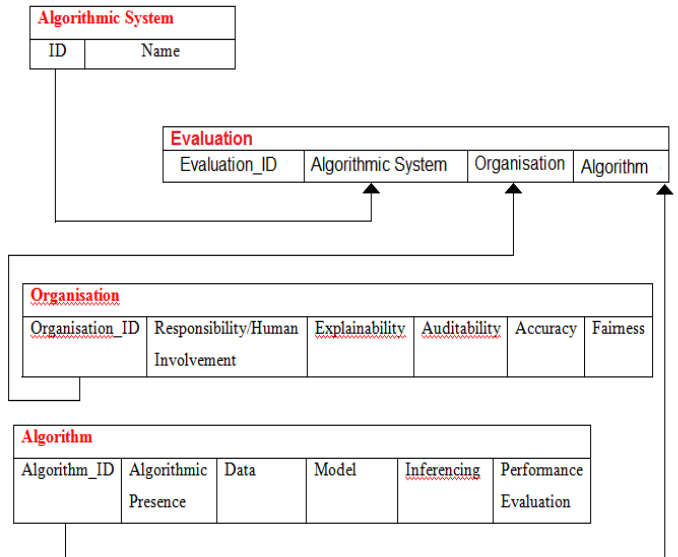 Algorithmic System
ID Name
Evaluation
Evaluation_ID Algorithmic System Organisation Algorithm
Organisation
Organisation_ID Responsibility/Human Explainability Auditability Accuracy Fairness
Involvement
Algorithm
Algorithm_ID Algorithmic Data Model Inferencing Performance
Presence Evaluation